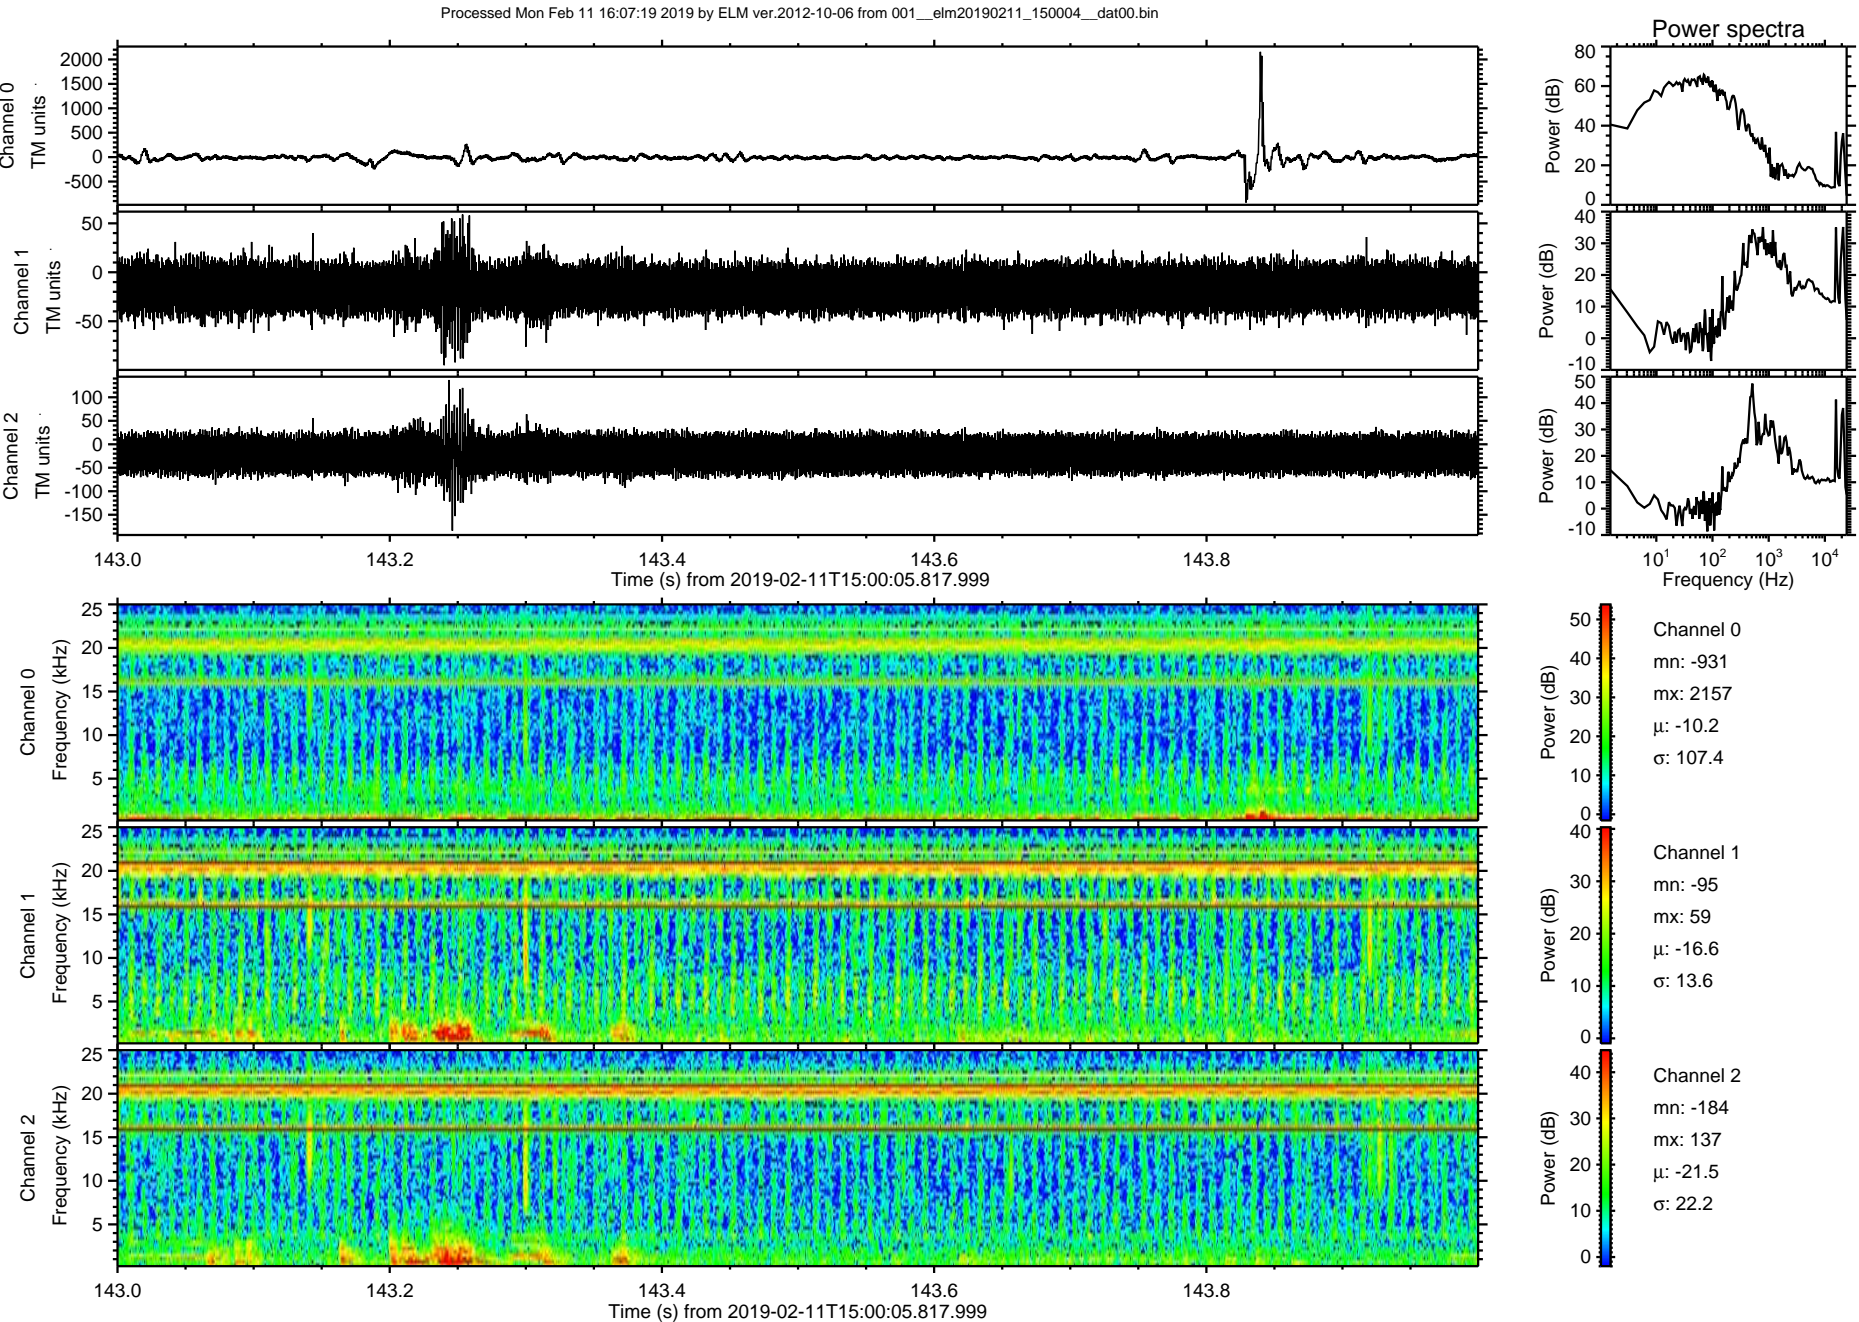 Processed Mon Feb 11 16:07:19 2019 by ELM ver.2012-10-06 from 001__elm20190211_150004__dat00.bin
Power spectra
Channel 0
TM units
2000
1500
1000
500
0
-500
Power (dB)
80
60
40
20
0
Channel 1
TM units
50
0
-50
Power (dB)
40
30
20
10
0
-10
Channel 2
TM units
100
50
0
-50
-100
-150
Power (dB)
50
40
30
20
10
0
-10
143.0 143.2 143.4 143.6 143.8
Time (s) from 2019-02-11T15:00:05.817.999
10¹ 10² 10³ 10⁴
Frequency (Hz)
Channel 0
Frequency (kHz)
25
20
15
10
5
Power (dB)
50
40
30
20
10
0
Channel 0
mn: -931
mx: 2157
µ: -10.2
σ: 107.4
Channel 1
Frequency (kHz)
25
20
15
10
5
Power (dB)
40
30
20
10
0
Channel 1
mn: -95
mx: 59
µ: -16.6
σ: 13.6
Channel 2
Frequency (kHz)
25
20
15
10
5
Power (dB)
40
30
20
10
0
Channel 2
mn: -184
mx: 137
µ: -21.5
σ: 22.2
143.0 143.2 143.4 143.6 143.8
Time (s) from 2019-02-11T15:00:05.817.999